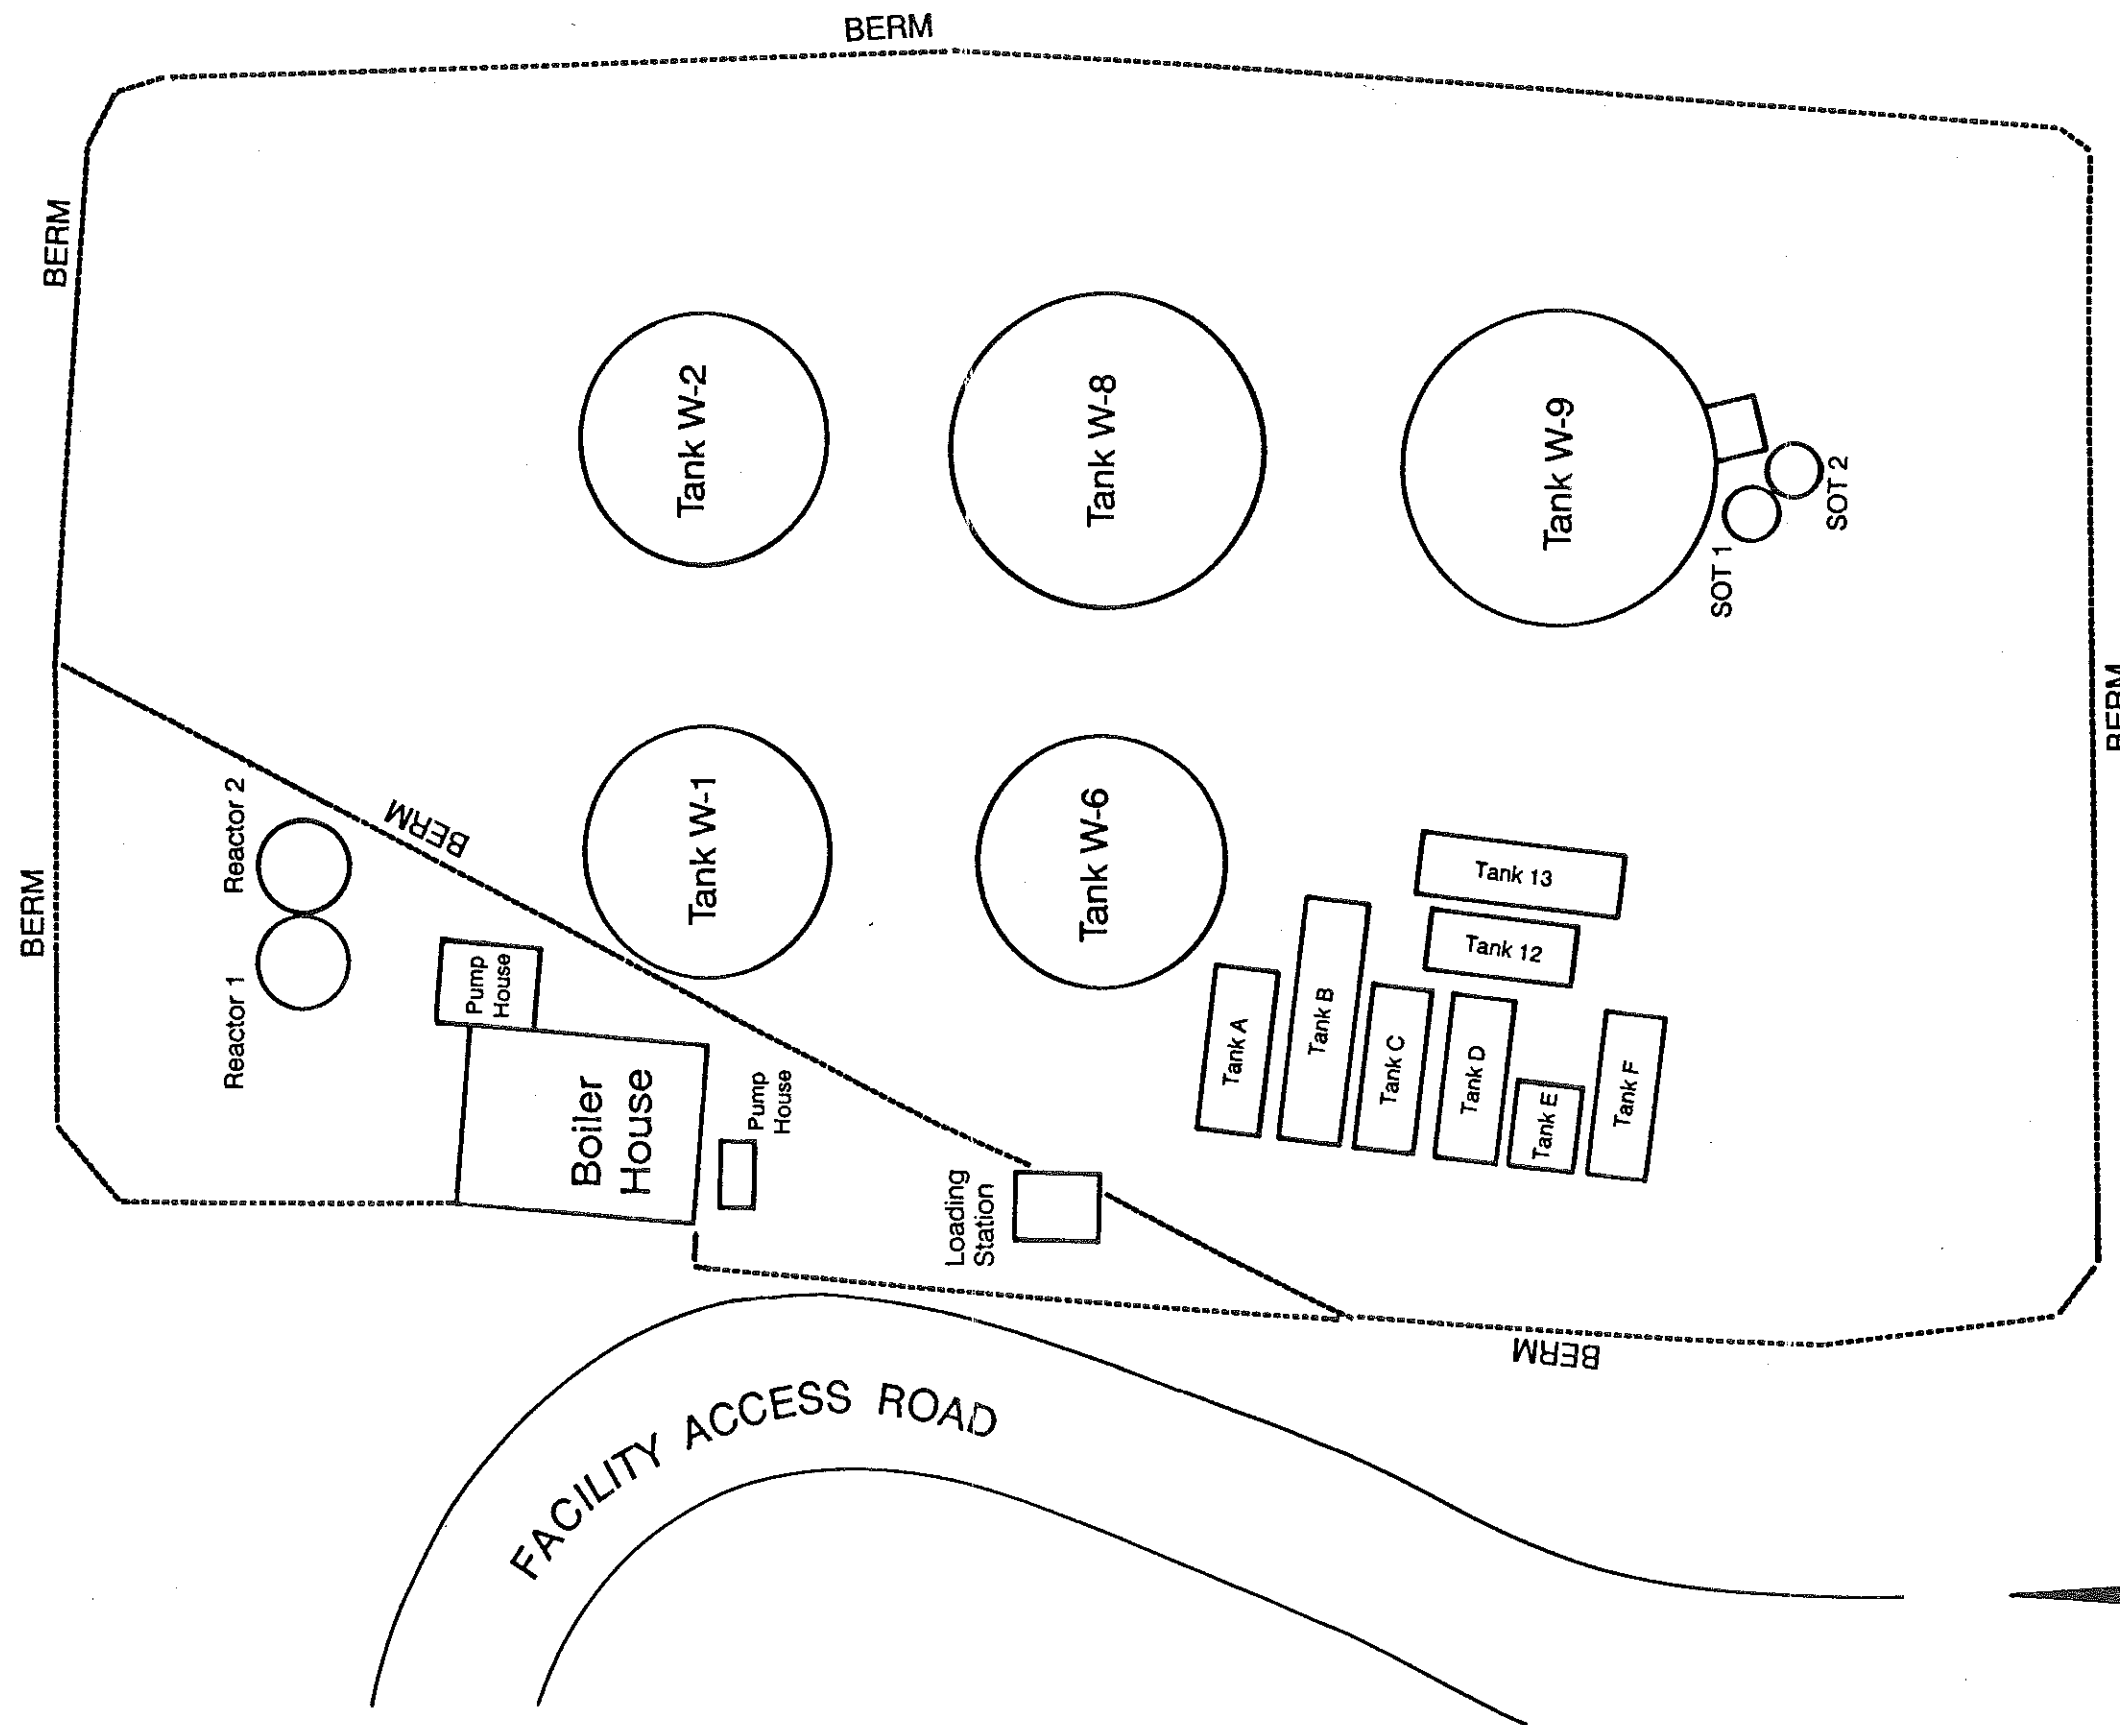 BERM
BERM
Tank W-2
Tank W-8
Tank W-9
SOT 1
SOT 2
BERM
BERM
Reactor 2
Reactor 1
BERM
Tank W-1
Tank W-6
Tank 13
Tank 12
Tank A
Tank B
Tank C
Tank D
Tank E
Tank F
Pump
House
Boiler
House
Pump
House
Loading
Station
BERM
FACILITY ACCESS ROAD